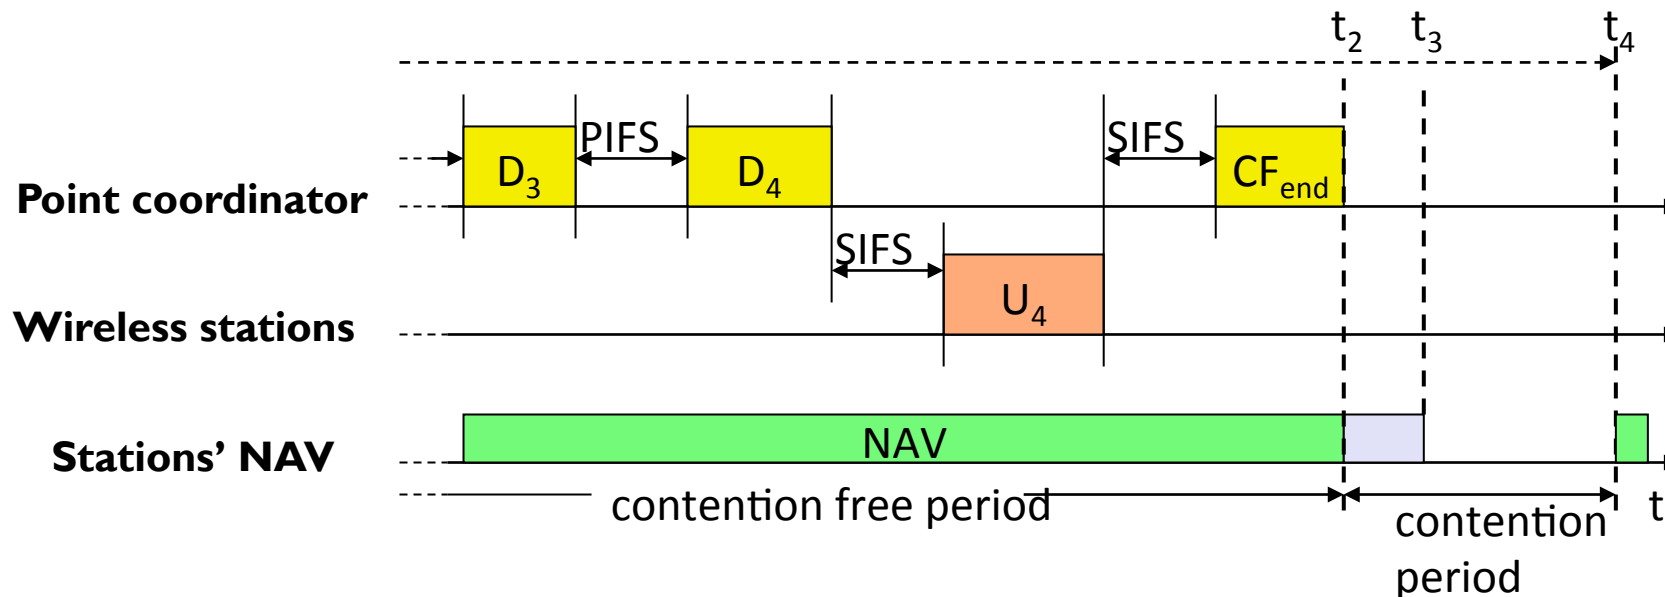 t₂ t₃ t₄
PIFS SIFS
D₃ D₄ CFend
Point coordinator
SIFS
U₄
Wireless stations
NAV
Stations’ NAV
contention free period
contention period
t